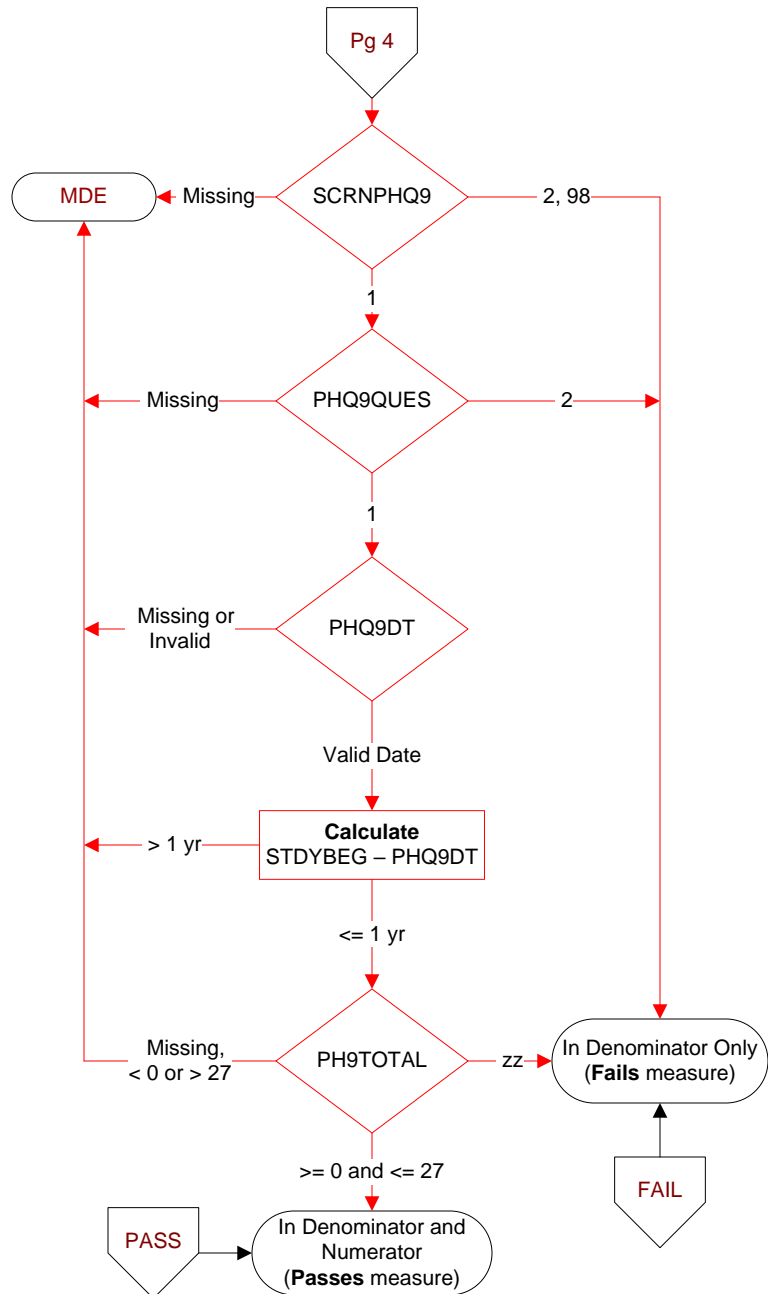 Pg 4
MDE
Missing
SCRNPHQ9
2, 98
1
Missing
PHQ9QUES
2
1
Missing or
Invalid
PHQ9DT
Valid Date
Calculate
STDYBEG – PHQ9DT
> 1 yr
<= 1 yr
Missing,
< 0 or > 27
PH9TOTAL
zz
In Denominator Only
(Fails measure)
>= 0 and <= 27
FAIL
PASS
In Denominator and
Numerator
(Passes measure)